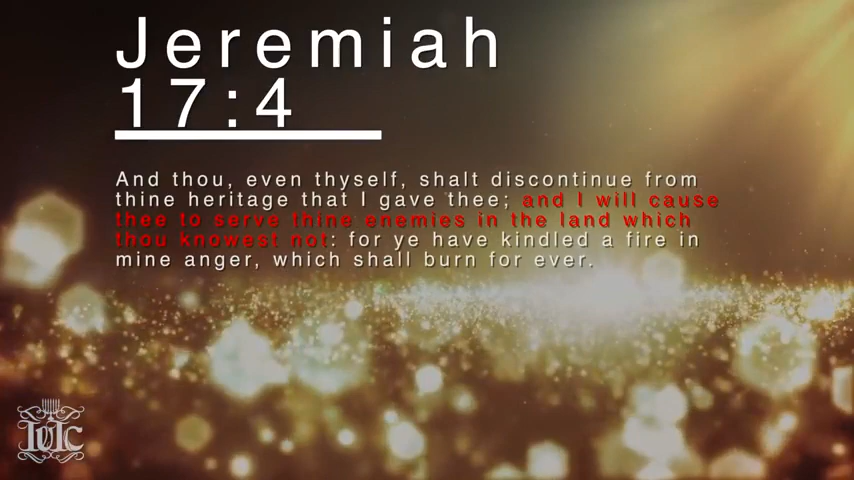 Jeremiah
17:4
And thou, even thyself, shalt discontinue from
thine heritage that I gave thee; and I will cause
thee to serve thine enemies in the land which
thou knowest not: for ye have kindled a fire in
mine anger, which shall burn for ever.
IUIC